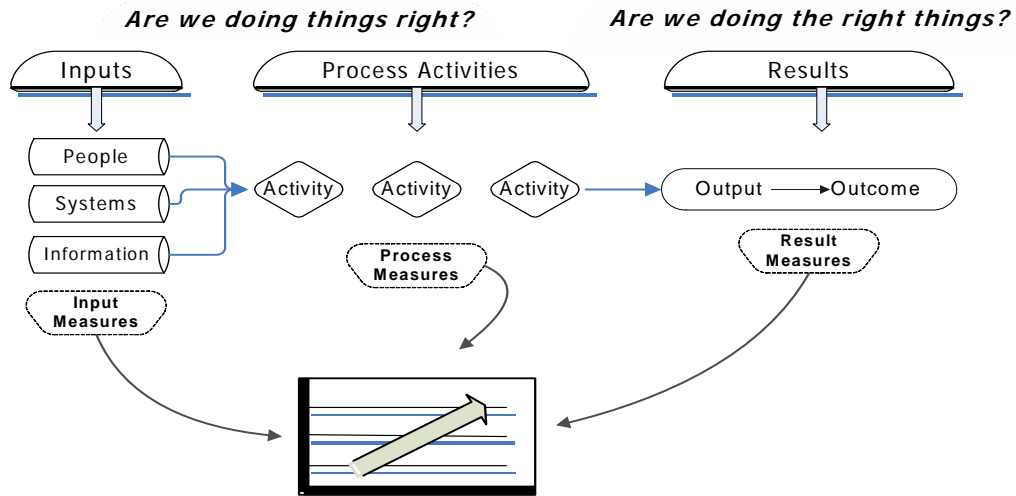 Are we doing things right?
Are we doing the right things?
Inputs
Process Activities
Results
People
Systems
Information
Activity
Activity
Activity
Output
Outcome
Input
Measures
Process
Measures
Result
Measures